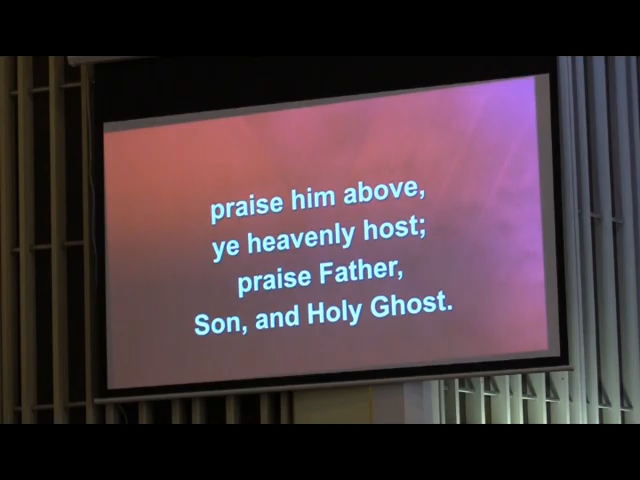 praise him above,
ye heavenly host;
praise Father,
Son, and Holy Ghost.